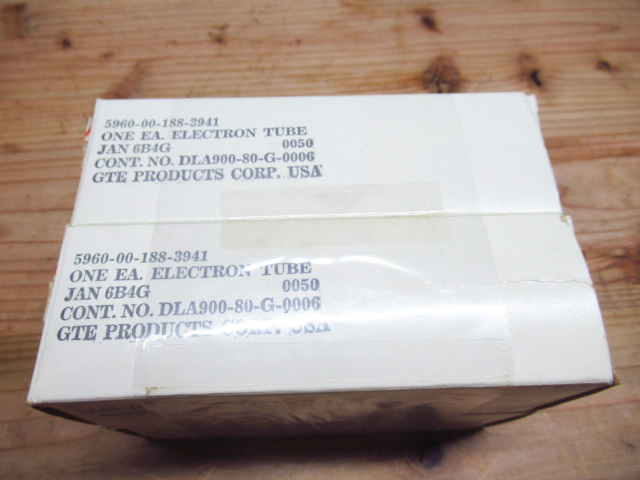 5960-00-188-3941
ONE EA. ELECTRON TUBE
JAN 6B4G 0050
CONT. NO. DLA900-80-G-0006
GTE PRODUCTS CORP. USA
5960-00-188-3941
ONE EA. ELECTRON TUBE
JAN 6B4G 0050
CONT. NO. DLA900-80-G-0006
GTE PRODUCTS CORP. USA